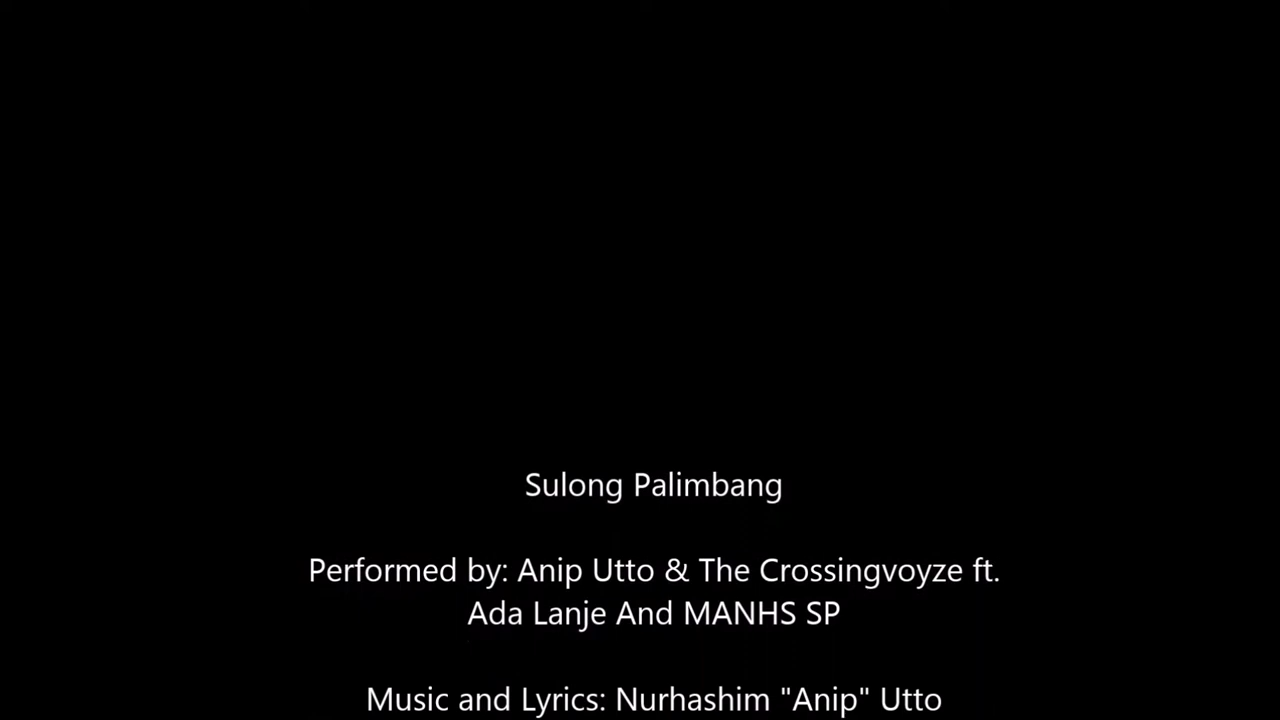 Sulong Palimbang
Performed by: Anip Utto & The Crossingvoyze ft.
Ada Lanje And MANHS SP
Music and Lyrics: Nurhashim "Anip" Utto